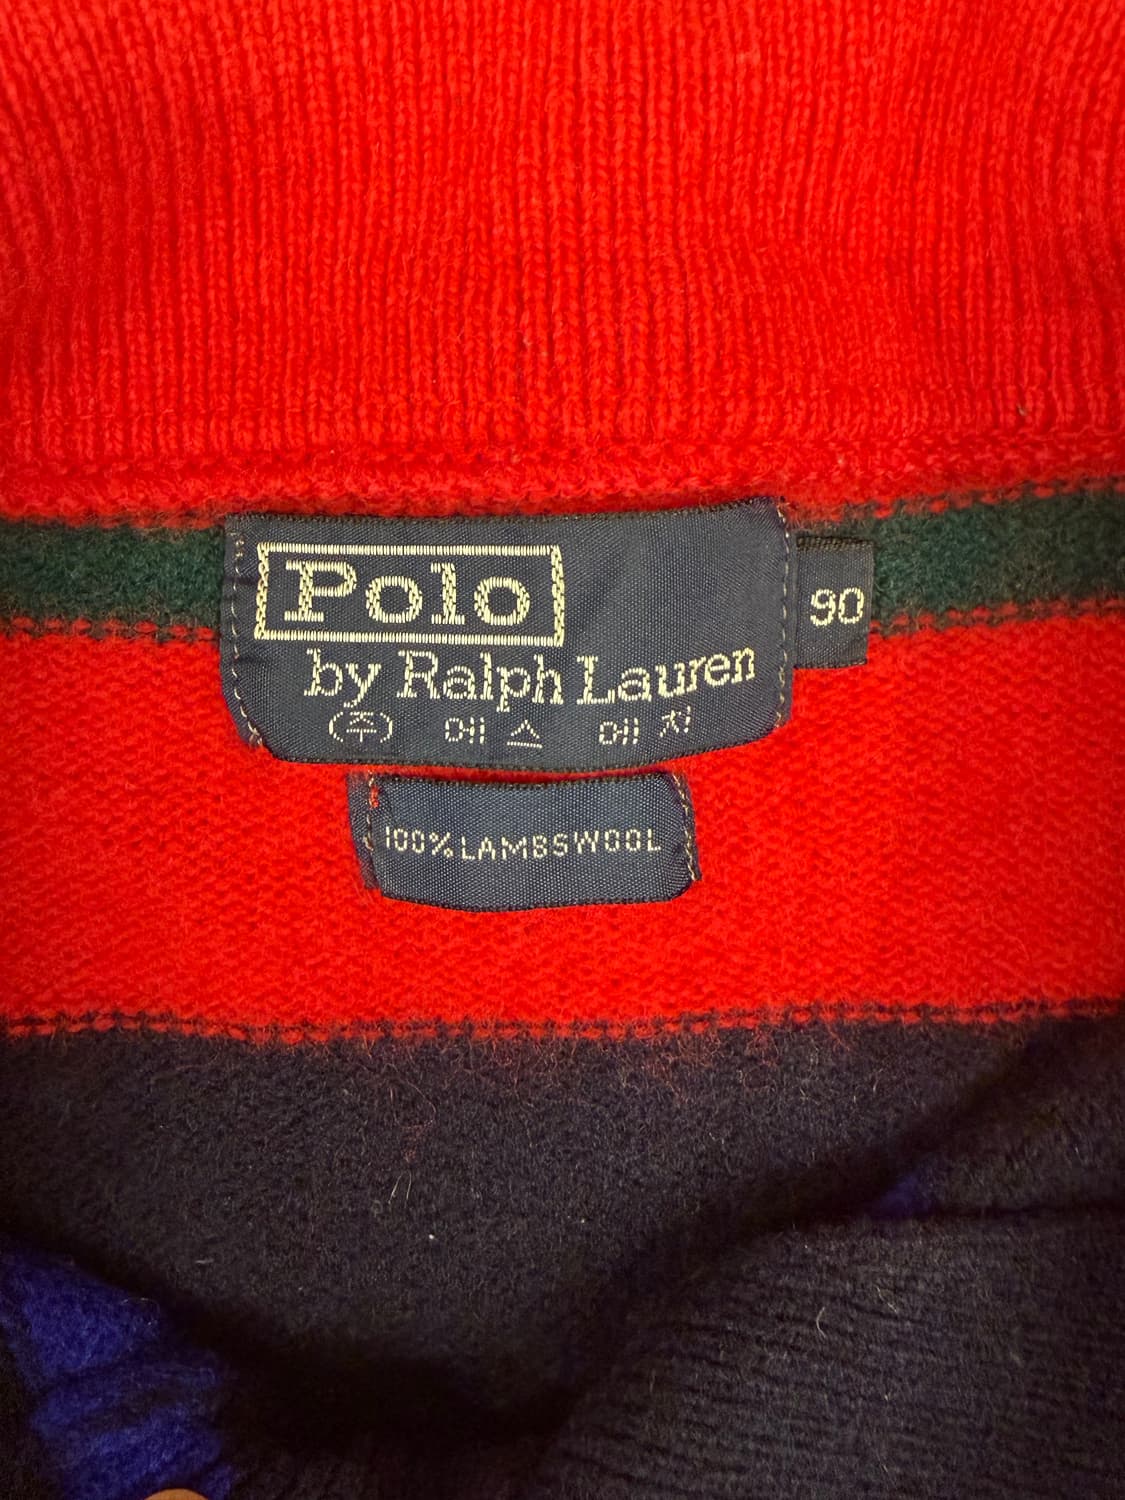 Polo
by Ralph Lauren
(주) 에스에치
90
100% LAMBSWOOL